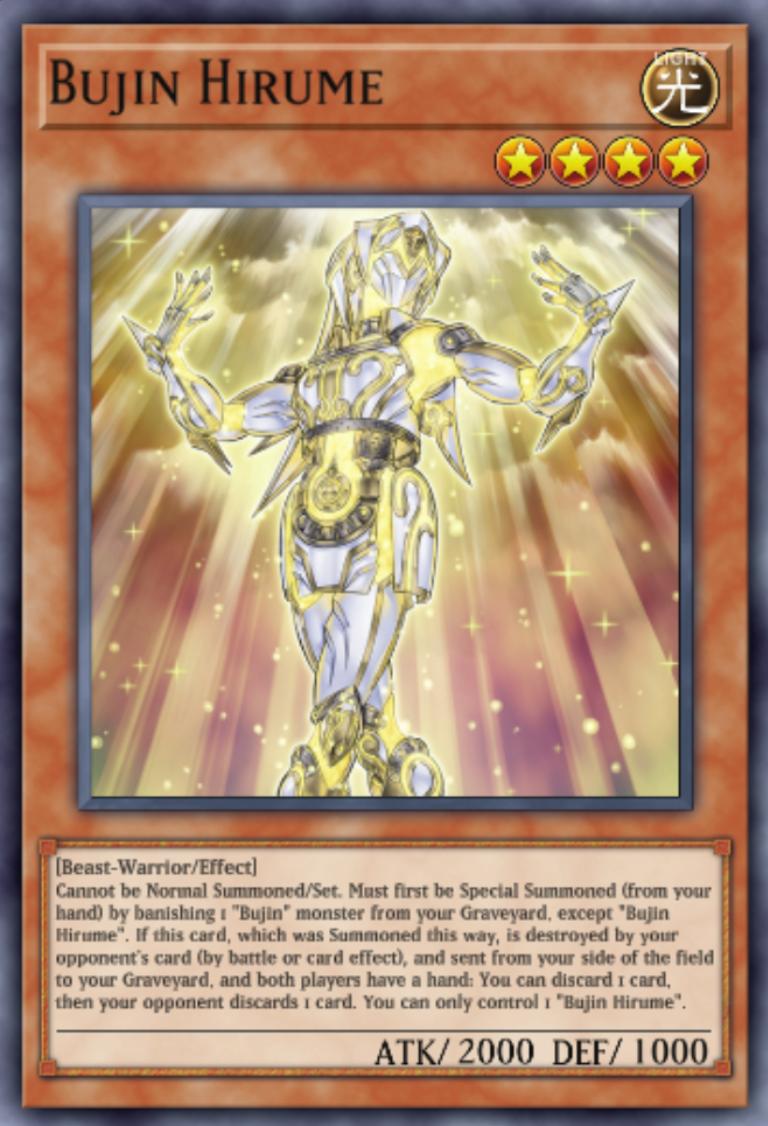 Bujin Hirume
LIGHT
光
[Beast-Warrior/Effect]
Cannot be Normal Summoned/Set. Must first be Special Summoned (from your
hand) by banishing 1 "Bujin" monster from your Graveyard, except "Bujin
Hirume". If this card, which was Summoned this way, is destroyed by your
opponent's card (by battle or card effect), and sent from your side of the field
to your Graveyard, and both players have a hand: You can discard 1 card,
then your opponent discards 1 card. You can only control 1 "Bujin Hirume".
ATK/ 2000 DEF/ 1000